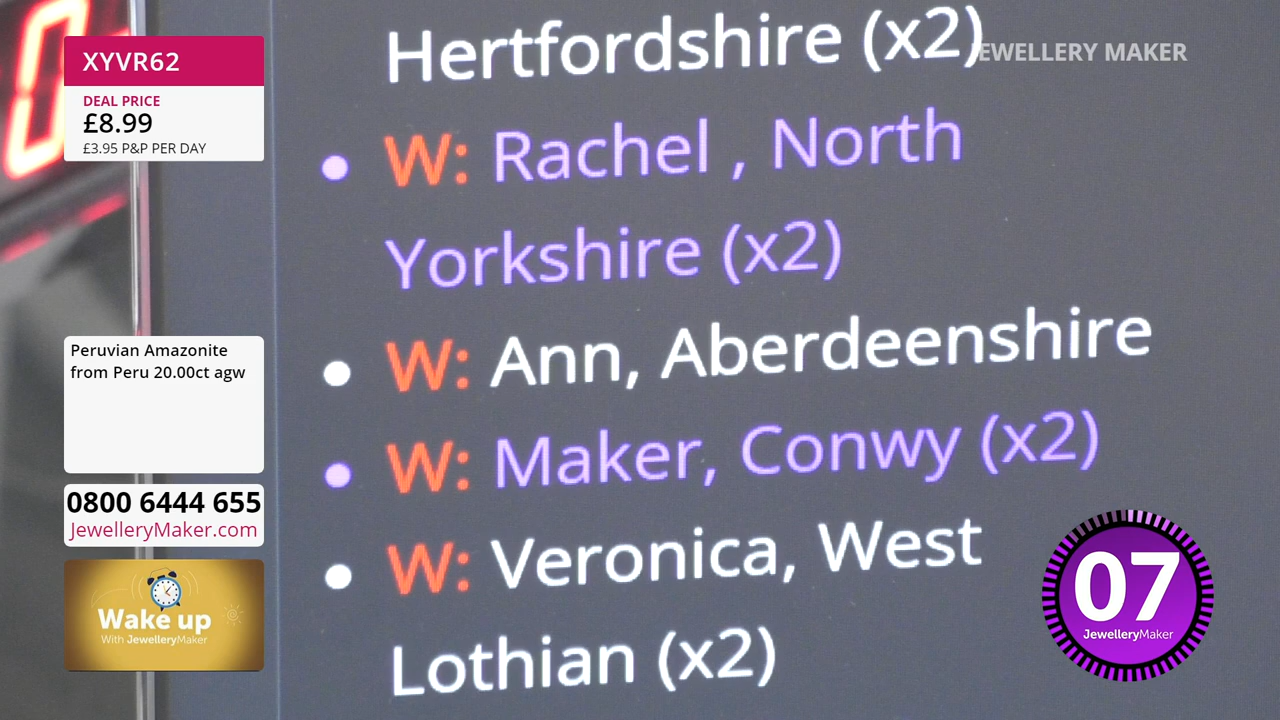 XYVR62
DEAL PRICE
£8.99
£3.95 P&P PER DAY
Peruvian Amazonite
from Peru 20.00ct agw
0800 6444 655
JewelleryMaker.com
Wake up
With JewelleryMaker
Hertfordshire (x2)
EWELLERY MAKER
W: Rachel , North
Yorkshire (x2)
W: Ann, Aberdeenshire
W: Maker, Conwy (x2)
W: Veronica, West
Lothian (x2)
07
JewelleryMaker